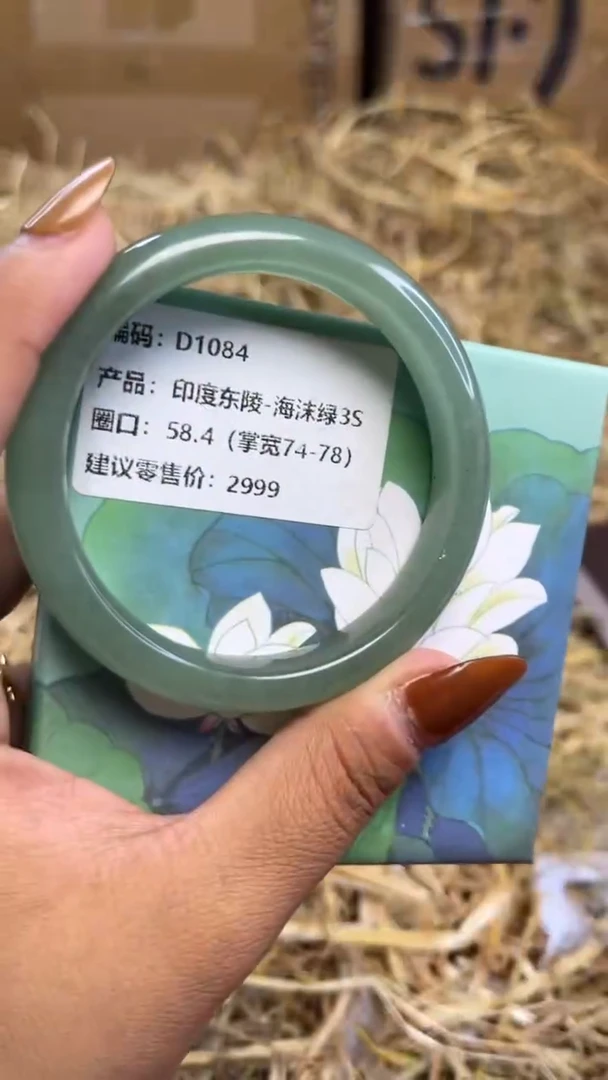 编码：D1084
产品：印度东陵-海沫绿3S
圈口：58.4（掌宽74-78）
建议零售价：2999